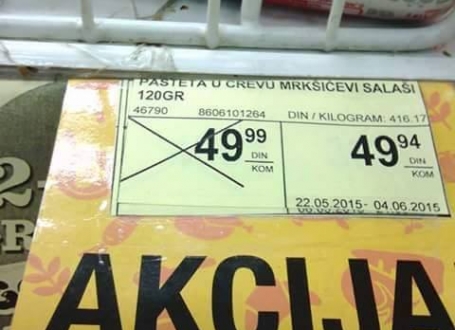 PAŠTETA U CREVU MRKŠIĆEVI SALAŠI
120GR
46790 8606101264 DIN / KILOGRAM: 416.17
49 99 DIN KOM 49 94 DIN KOM
22.05.2015- 04.06.2015
AKCIJA